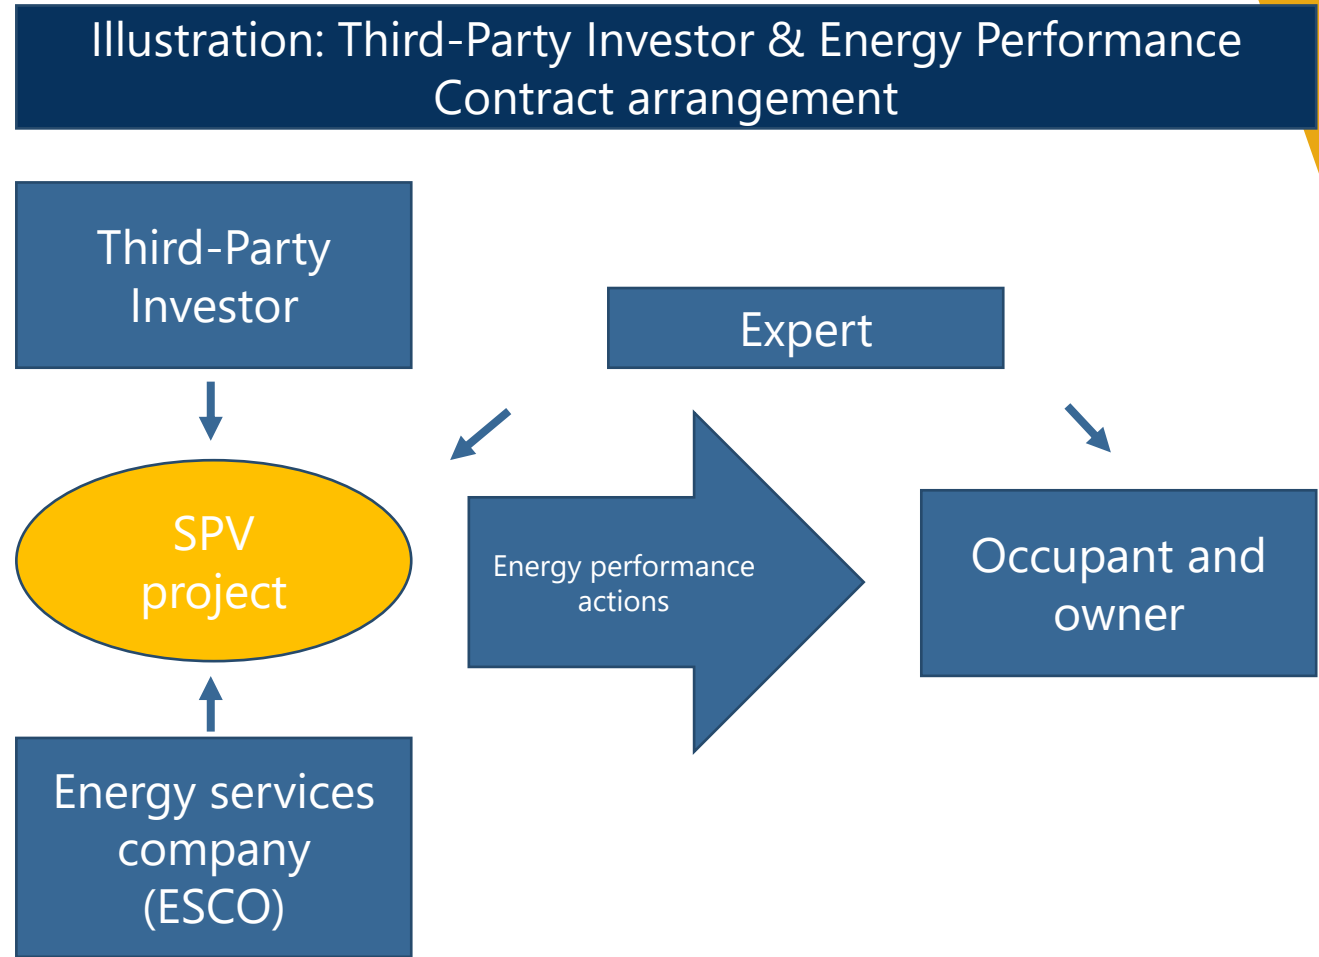 Illustration: Third-Party Investor & Energy Performance
Contract arrangement
Third-Party
Investor
Expert
SPV
project
Energy performance
actions
Occupant and
owner
Energy services
company
(ESCO)